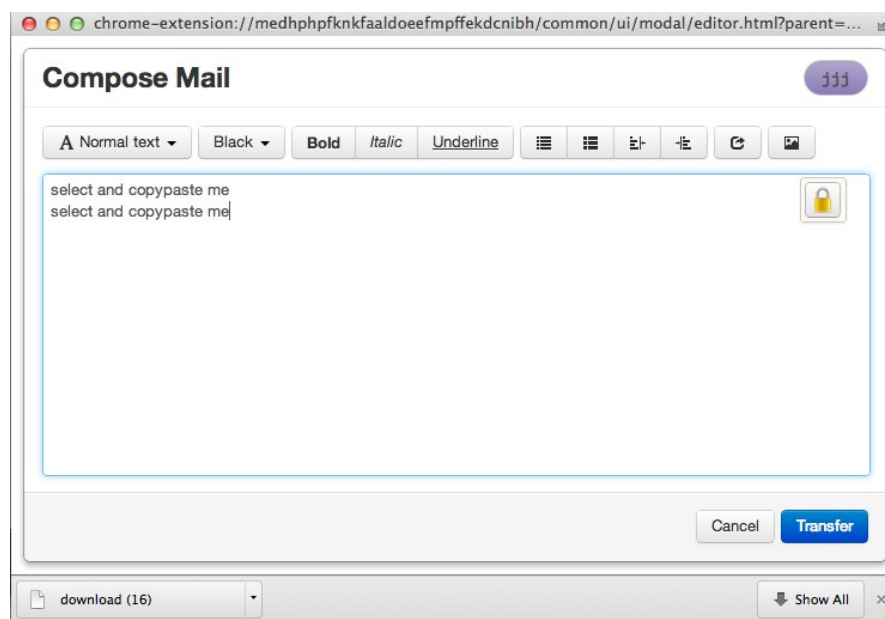 chrome-extension://medhphpfknkfaaldoeefmpffekdcnibh/common/ui/modal/editor.html?parent=...
Compose Mail
jjj
A Normal text Black Bold Italic Underline
select and copypaste me
select and copypaste me
Cancel Transfer
download (16) Show All